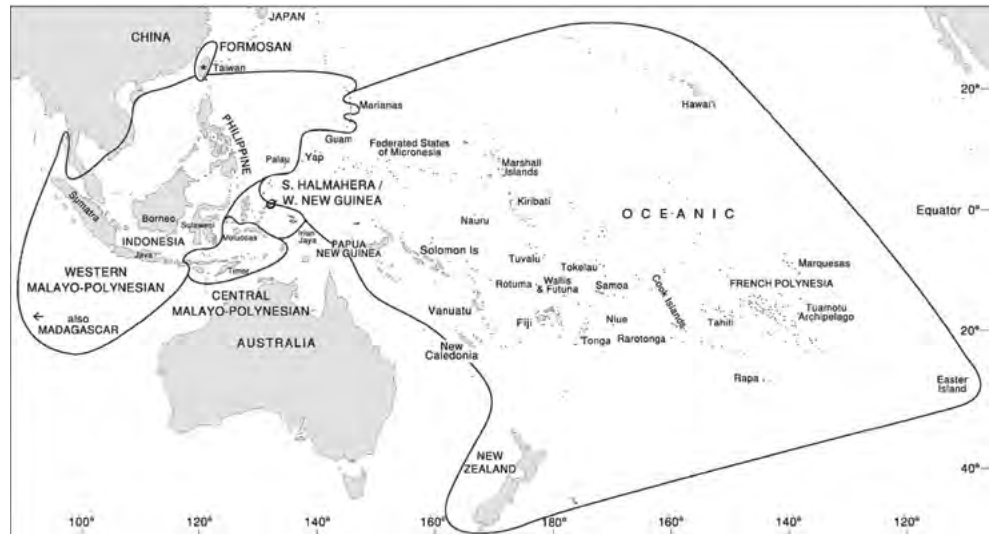 JAPAN
CHINA
FORMOSAN
Taiwan
20°
Marianas
Hawai'i
PHILIPPINE
Guam
Federated States
of Micronesia
Palau
Yap
Marshall
Islands
S. HALMAHERA /
W. NEW GUINEA
Kiribati
Sumatra
Borneo
Sulawesi
Moluccas
Irian
Jaya
Nauru
OCEANIC
Equator
0°
INDONESIA
Java
PAPUA
NEW GUINEA
Solomon Is
Timor
Tuvalu
Tokelau
Marquesas
WESTERN
MALAYO-POLYNESIAN
Rotuma
Wallis
& Futuna
Samoa
Cook Islands
FRENCH POLYNESIA
CENTRAL
MALAYO-POLYNESIAN
← also
MADAGASCAR
Vanuatu
Fiji
Niue
Tahiti
Tuamotu
Archipelago
AUSTRALIA
New
Caledonia
Tonga
Rarotonga
20°
Rapa
Easter
Island
NEW
ZEALAND
40°
100°
120°
140°
160°
180°
160°
140°
120°